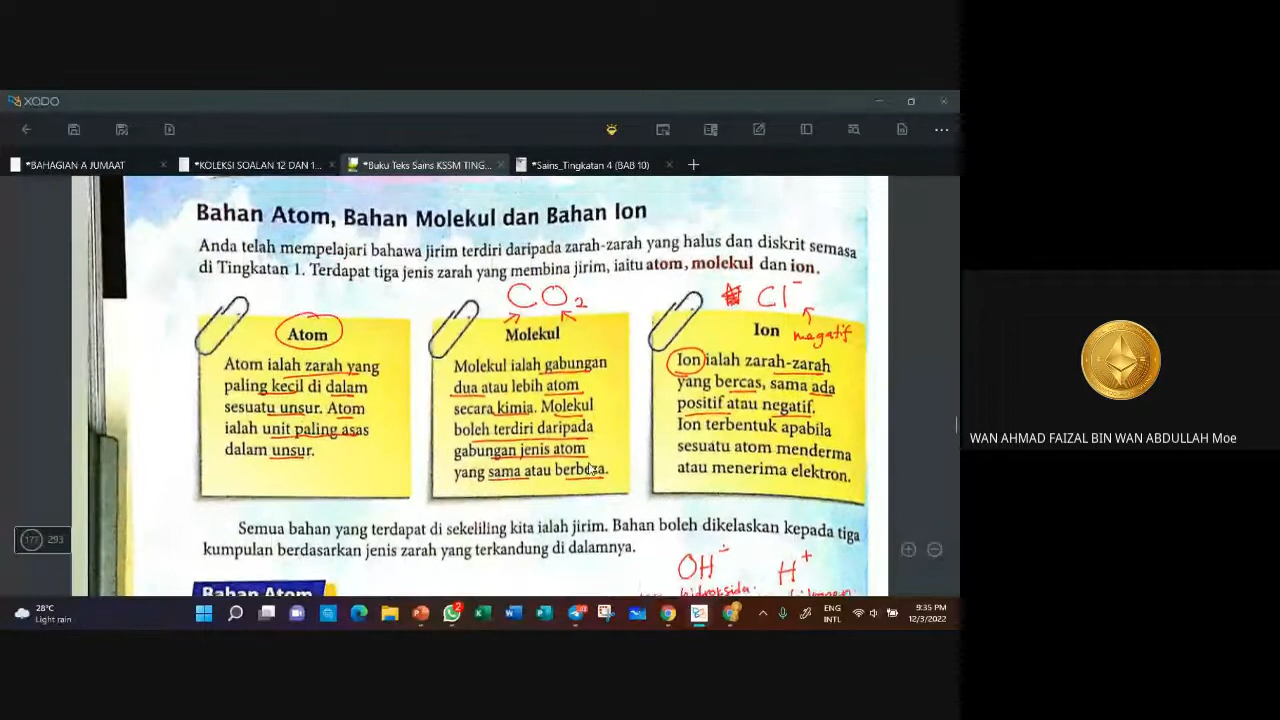 XODO
*BAHAGIAN A JUMAAT
*KOLEKSI SOALAN 12 DAN 1...
*Buku Teks Sains KSSM TING...
*Sains_Tingkatan 4 (BAB 10)
Bahan Atom, Bahan Molekul dan Bahan Ion
Anda telah mempelajari bahawa jirim terdiri daripada zarah-zarah yang halus dan diskrit semasa
di Tingkatan 1. Terdapat tiga jenis zarah yang membina jirim, iaitu atom, molekul dan ion.
CO2
Cl⁻
negatif
Atom
Atom ialah zarah yang
paling kecil di dalam
sesuatu unsur. Atom
ialah unit paling asas
dalam unsur.
Molekul
Molekul ialah gabungan
dua atau lebih atom
secara kimia. Molekul
boleh terdiri daripada
gabungan jenis atom
yang sama atau berbeza.
Ion
Ion ialah zarah-zarah
yang bercas, sama ada
positif atau negatif.
Ion terbentuk apabila
sesuatu atom menderma
atau menerima elektron.
Semua bahan yang terdapat di sekeliling kita ialah jirim. Bahan boleh dikelaskan kepada tiga
kumpulan berdasarkan jenis zarah yang terkandung di dalamnya.
OH⁻ H⁺
hidroksida
Bahan Atom
177 293
WAN AHMAD FAIZAL BIN WAN ABDULLAH Moe
28°C
Light rain
2
ENG
INTL
9:35 PM
12/3/2022